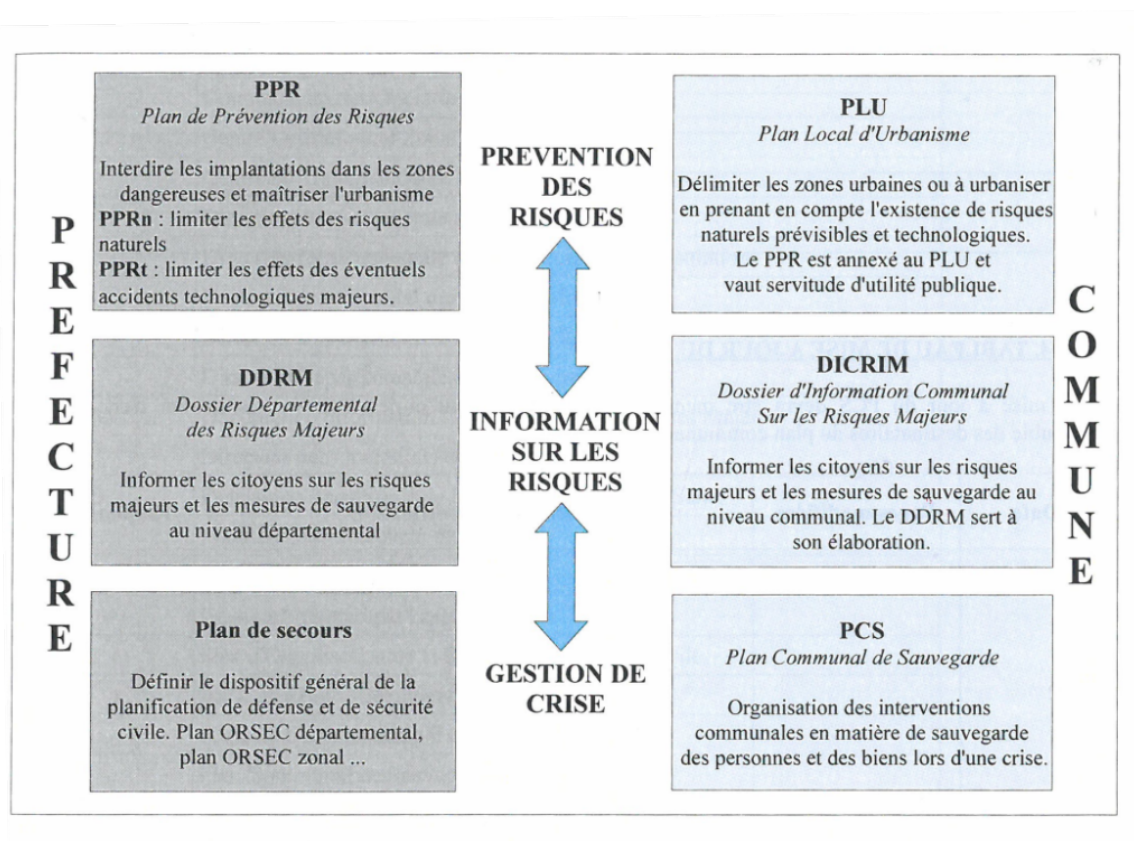 PREFECTURE
PPR
Plan de Prévention des Risques
Interdire les implantations dans les zones
dangereuses et maîtriser l'urbanisme
PPRn : limiter les effets des risques
naturels
PPRt : limiter les effets des éventuels
accidents technologiques majeurs.
DDRM
Dossier Départemental
des Risques Majeurs
Informer les citoyens sur les risques
majeurs et les mesures de sauvegarde
au niveau départemental
Plan de secours
Définir le dispositif général de la
planification de défense et de sécurité
civile. Plan ORSEC départemental,
plan ORSEC zonal ...
PREVENTION
DES
RISQUES
INFORMATION
SUR LES
RISQUES
GESTION DE
CRISE
PLU
Plan Local d'Urbanisme
Délimiter les zones urbaines ou à urbaniser
en prenant en compte l'existence de risques
naturels prévisibles et technologiques.
Le PPR est annexé au PLU et
vaut servitude d'utilité publique.
DICRIM
Dossier d'Information Communal
Sur les Risques Majeurs
Informer les citoyens sur les risques
majeurs et les mesures de sauvegarde au
niveau communal. Le DDRM sert à
son élaboration.
PCS
Plan Communal de Sauvegarde
Organisation des interventions
communales en matière de sauvegarde
des personnes et des biens lors d'une crise.
COMMUNE